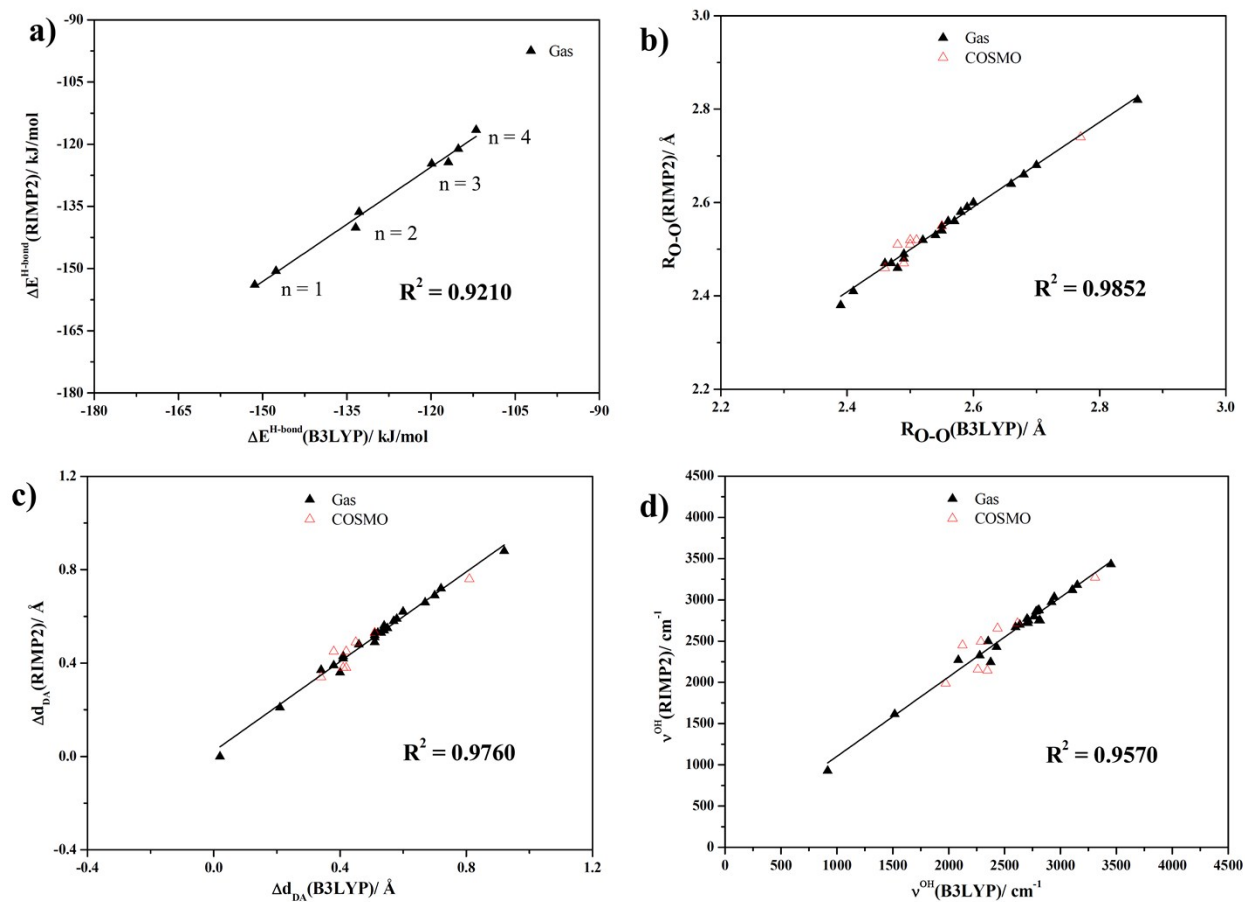 a)
-90
-105
-120
-135
-150
-165
-180
ΔE^H-bond(RIMP2)/ kJ/mol
Gas
n = 4
n = 3
n = 2
n = 1
R² = 0.9210
-180 -165 -150 -135 -120 -105 -90
ΔE^H-bond(B3LYP)/ kJ/mol
b)
3.0
2.8
2.6
2.4
2.2
R_O-O(RIMP2)/ Å
Gas
COSMO
R² = 0.9852
2.2 2.4 2.6 2.8 3.0
R_O-O(B3LYP)/ Å
c)
1.2
0.8
0.4
0.0
-0.4
Δd_DA(RIMP2)/ Å
Gas
COSMO
R² = 0.9760
0.0 0.4 0.8 1.2
Δd_DA(B3LYP)/ Å
d)
4500
4000
3500
3000
2500
2000
1500
1000
500
0
ν^OH(RIMP2)/ cm⁻¹
Gas
COSMO
R² = 0.9570
0 500 1000 1500 2000 2500 3000 3500 4000 4500
ν^OH(B3LYP)/ cm⁻¹